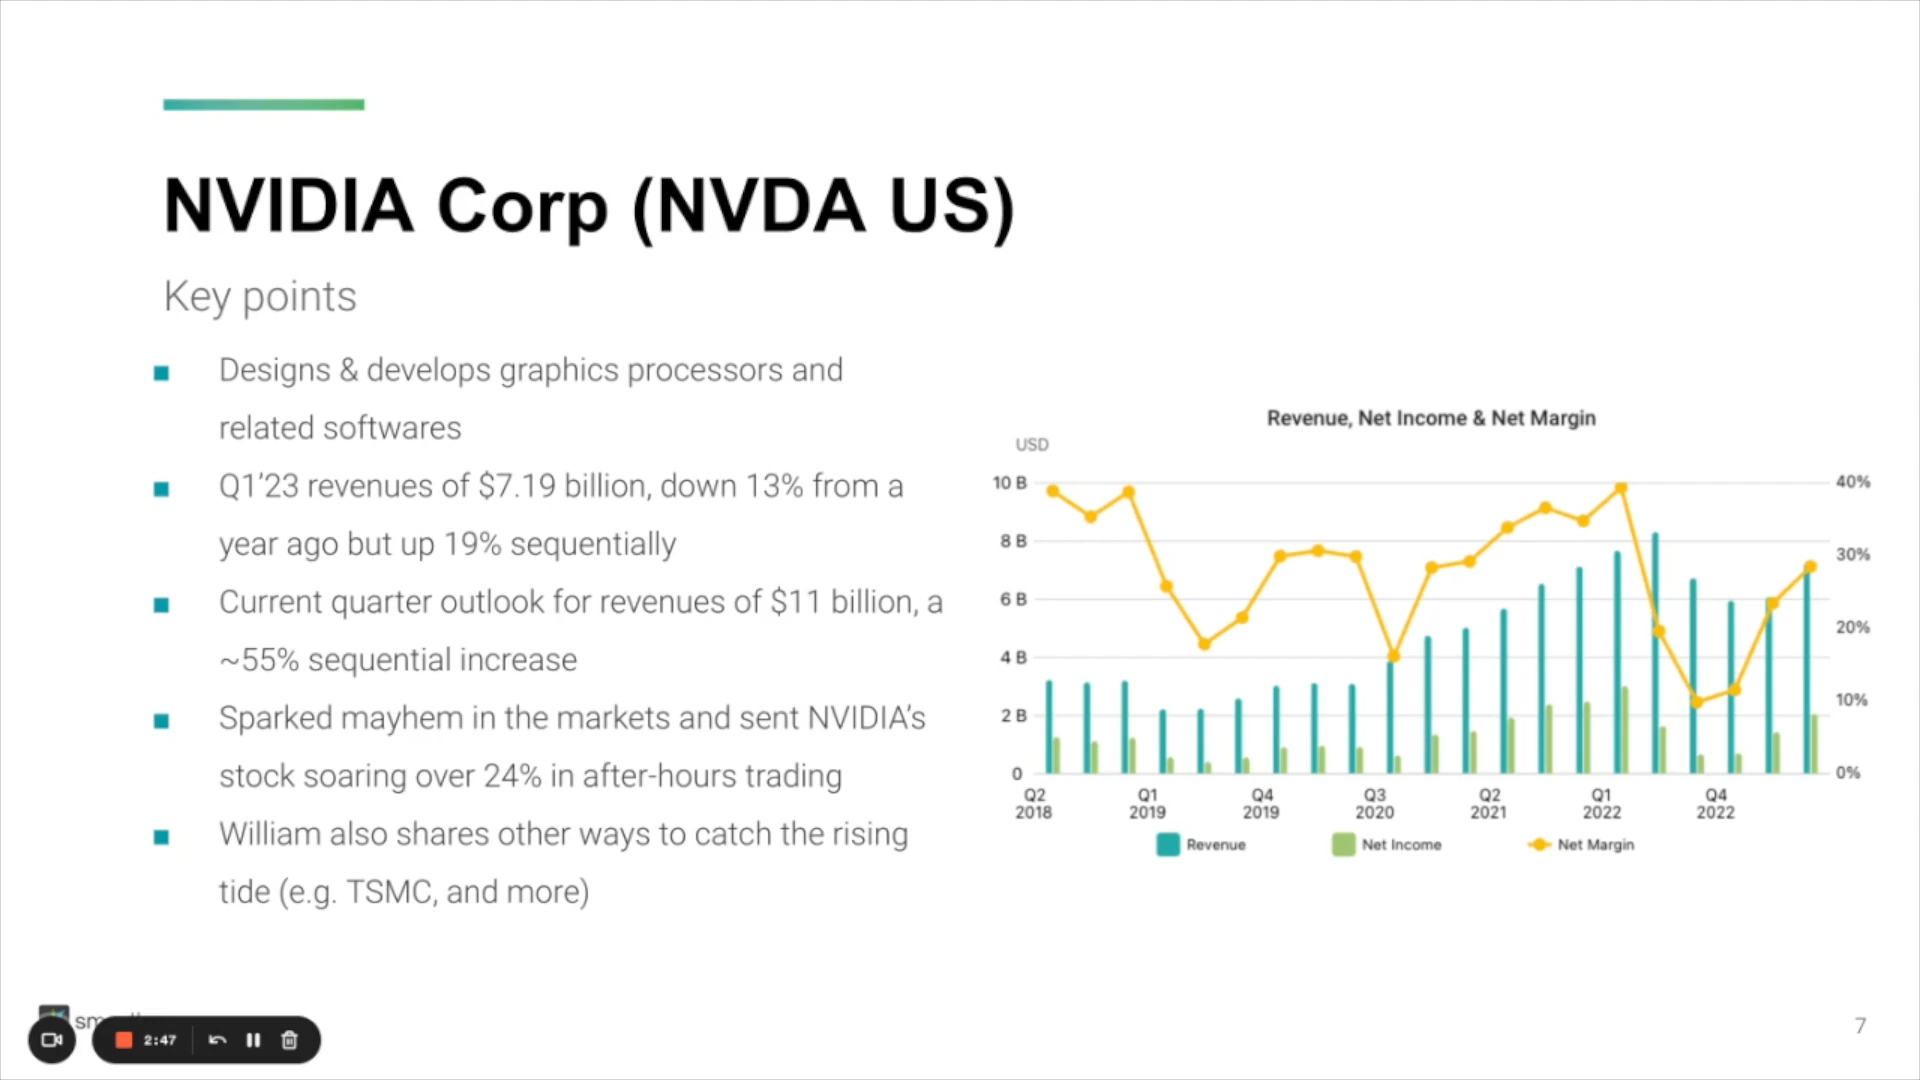 NVIDIA Corp (NVDA US)
Key points
Designs & develops graphics processors and
related softwares
Q1’23 revenues of $7.19 billion, down 13% from a
year ago but up 19% sequentially
Current quarter outlook for revenues of $11 billion, a
~55% sequential increase
Sparked mayhem in the markets and sent NVIDIA’s
stock soaring over 24% in after-hours trading
William also shares other ways to catch the rising
tide (e.g. TSMC, and more)
Revenue, Net Income & Net Margin
USD
10 B 40%
8 B
30%
6 B
20%
4 B
10%
2 B
0 0%
Q2 Q1 Q4 Q3 Q2 Q1 Q4
2018 2019 2019 2020 2021 2022 2022
Revenue Net Income Net Margin
2:47
7